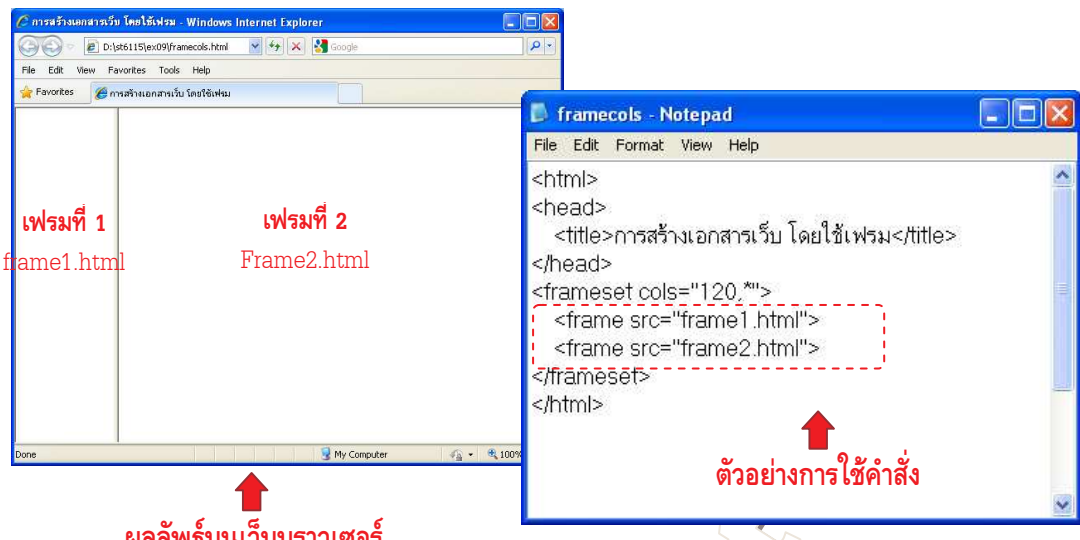 การสร้างเอกสารเว็บ โดยใช้เฟรม - Windows Internet Explorer
D:\st6115\ex09\framecols.html
Google
File Edit View Favorites Tools Help
Favorites
การสร้างเอกสารเว็บ โดยใช้เฟรม
เฟรมที่ 1
frame1.html
เฟรมที่ 2
Frame2.html
Done
My Computer
100%
ผลลัพธ์บนเว็บบราวเซอร์
framecols - Notepad
File Edit Format View Help
<html>
<head>
<title>การสร้างเอกสารเว็บ โดยใช้เฟรม</title>
</head>
<frameset cols="120,*">
<frame src="frame1.html">
<frame src="frame2.html">
</frameset>
</html>
ตัวอย่างการใช้คำสั่ง